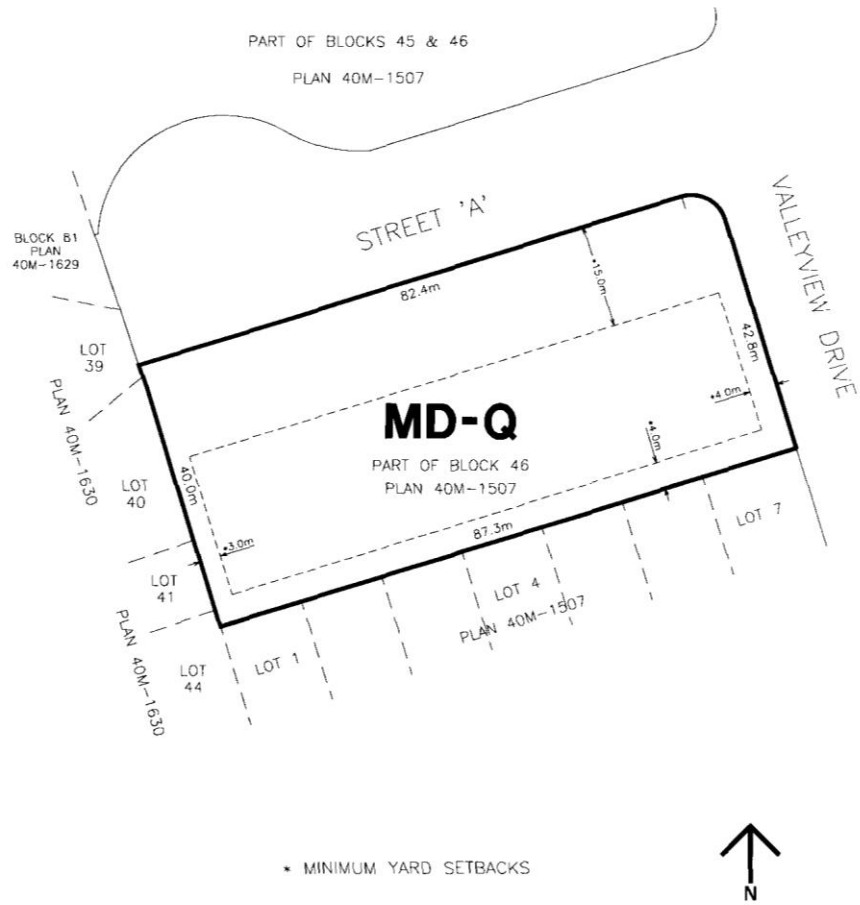 PART OF BLOCKS 45 & 46
PLAN 40M-1507
STREET 'A'
VALLEYVIEW DRIVE
BLOCK 81
PLAN
40M-1629
82.4m
*15.0m
LOT
39
42.8m
*4.0m
PLAN 40M-1630
MD-Q
PART OF BLOCK 46
PLAN 40M-1507
*4.0m
LOT
40
40.0m
*3.0m
87.3m
LOT 7
LOT
41
LOT 4
PLAN 40M-1507
PLAN 40M-1630
LOT
44
LOT 1
* MINIMUM YARD SETBACKS
N